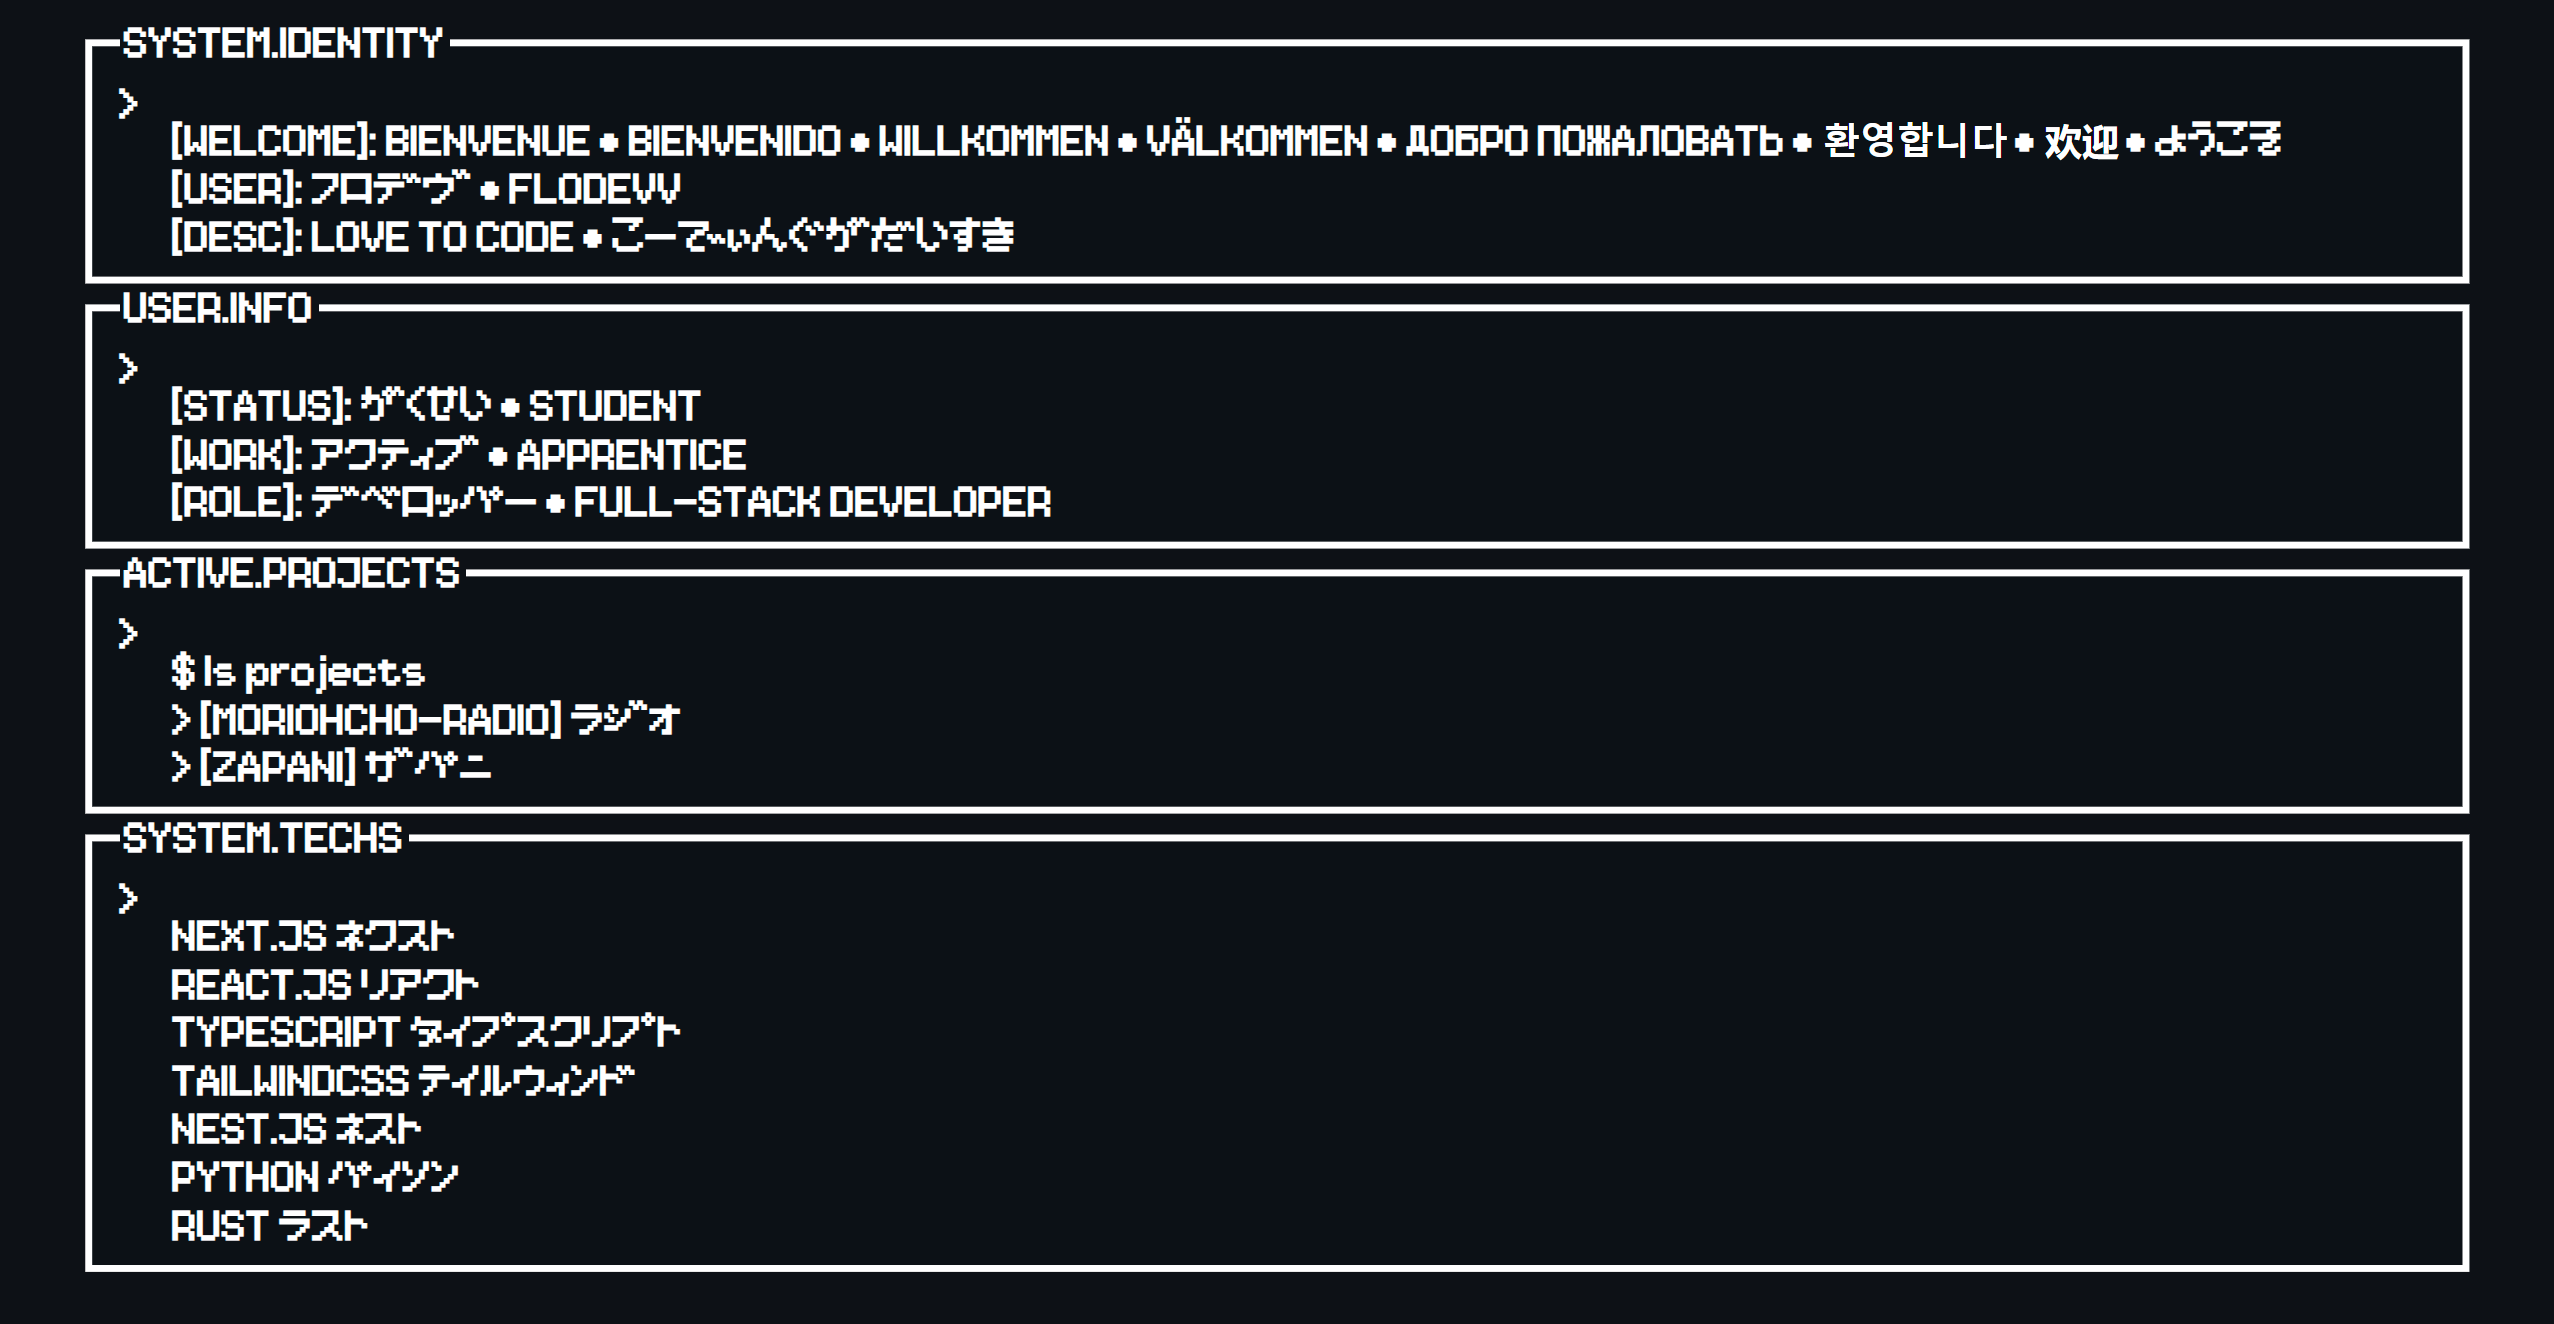 SYSTEM.IDENTITY
>
[WELCOME]: BIENVENUE • BIENVENIDO • WILLKOMMEN • VÄLKOMMEN • ДОБРО ПОЖАЛОВАТЬ • 환영합니다 • 欢迎 • ようこそ
[USER]: フロデヴ • FLODEVV
[DESC]: LOVE TO CODE • こーでぃんぐがだいすき
USER.INFO
>
[STATUS]: がくせい • STUDENT
[WORK]: アクティブ • APPRENTICE
[ROLE]: デベロッパー • FULL-STACK DEVELOPER
ACTIVE.PROJECTS
>
$ ls projects
> [MORIOHCHO-RADIO] ラジオ
> [ZAPANI] ザパニ
SYSTEM.TECHS
>
NEXT.JS ネクスト
REACT.JS リアクト
TYPESCRIPT タイプスクリプト
TAILWINDCSS テイルウィンド
NEST.JS ネスト
PYTHON パイソン
RUST ラスト